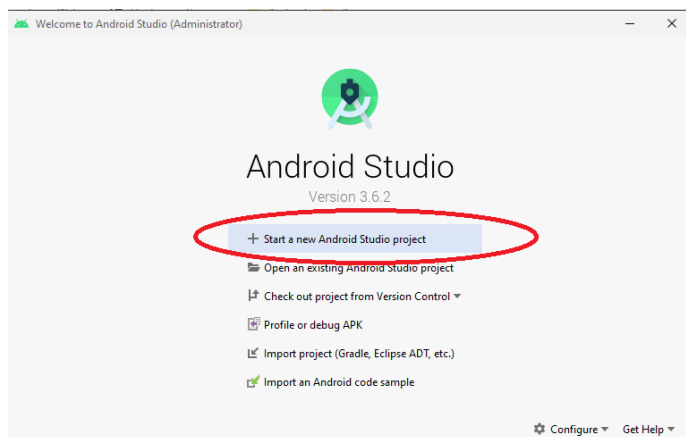 Welcome to Android Studio (Administrator)
Android Studio
Version 3.6.2
Start a new Android Studio project
Open an existing Android Studio project
Check out project from Version Control
Profile or debug APK
Import project (Gradle, Eclipse ADT, etc.)
Import an Android code sample
Configure Get Help